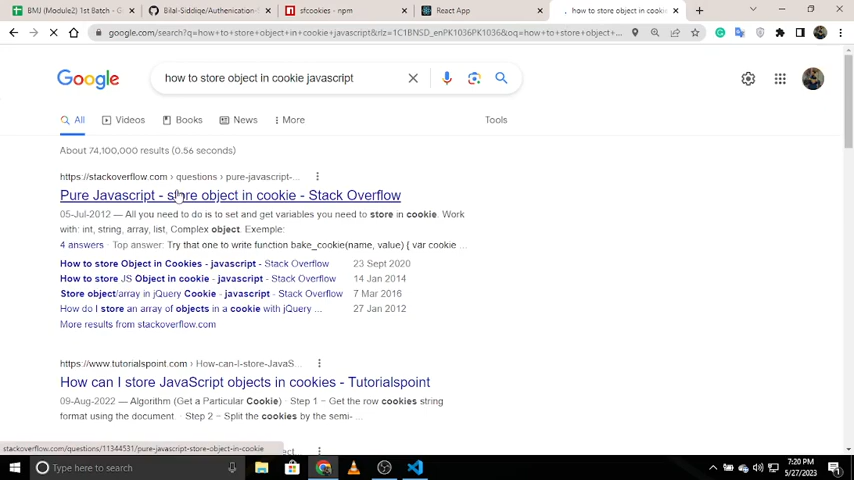 BMJ (Module2) 1st Batch - G
Bilal-Siddiqe/Authenication-
sfcookies - npm
React App
how to store object in cookie
google.com/search?q=how+to+store+object+in+cookie+javascript&rlz=1C1BNSD_enPK1036PK1036&oq=how+to+store+object...
Google
how to store object in cookie javascript
All
Videos
Books
News
More
Tools
About 74,100,000 results (0.56 seconds)
https://stackoverflow.com › questions › pure-javascript-...
Pure Javascript - store object in cookie - Stack Overflow
05-Jul-2012 — All you need to do is to set and get variables you need to store in cookie. Work
with: int, string, array, list, Complex object. Exemple:
4 answers · Top answer: Try that one to write function bake_cookie(name, value) { var cookie ...
How to store Object in Cookies - javascript - Stack Overflow 23 Sept 2020
How to store JS Object in cookie - javascript - Stack Overflow 14 Jan 2014
Store object/array in jQuery Cookie - javascript - Stack Overflow 7 Mar 2016
How do I store an array of objects in a cookie with jQuery ... 27 Jan 2012
More results from stackoverflow.com
https://www.tutorialspoint.com › How-can-I-store-JavaS...
How can I store JavaScript objects in cookies - Tutorialspoint
09-Aug-2022 — Algorithm (Get a Particular Cookie) · Step 1 − Get the row cookies string
format using the document. · Step 2 − Split the cookies by the semi- ...
stackoverflow.com/questions/11344531/pure-javascript-store-object-in-cookie
Type here to search
7:20 PM
5/27/2023